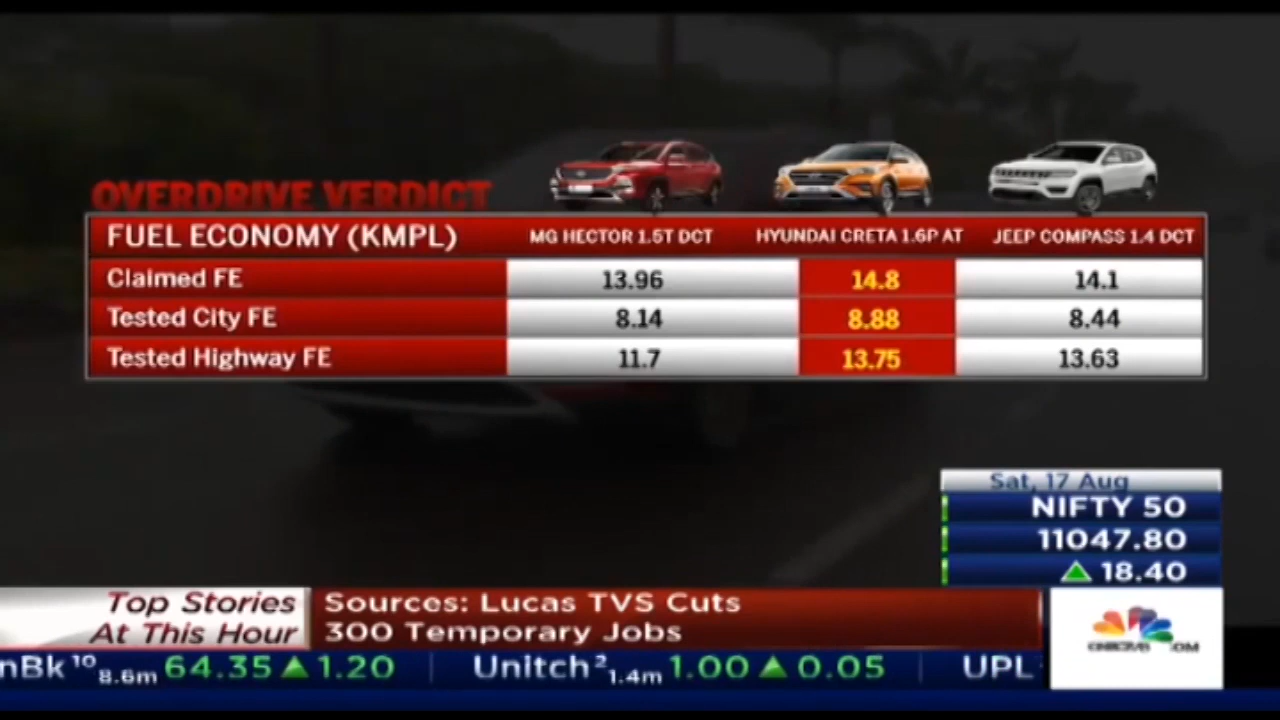 OVERDRIVE VERDICT
FUEL ECONOMY (KMPL) MG HECTOR 1.5T DCT HYUNDAI CRETA 1.6P AT JEEP COMPASS 1.4 DCT
Claimed FE 13.96 14.8 14.1
Tested City FE 8.14 8.88 8.44
Tested Highway FE 11.7 13.75 13.63
Sat, 17 Aug
NIFTY 50
11047.80
▲ 18.40
Top Stories
At This Hour
Sources: Lucas TVS Cuts
300 Temporary Jobs
nBk 10 8.6m 64.35 ▲ 1.20 Unitch 2 1.4m 1.00 ▲ 0.05 UPL